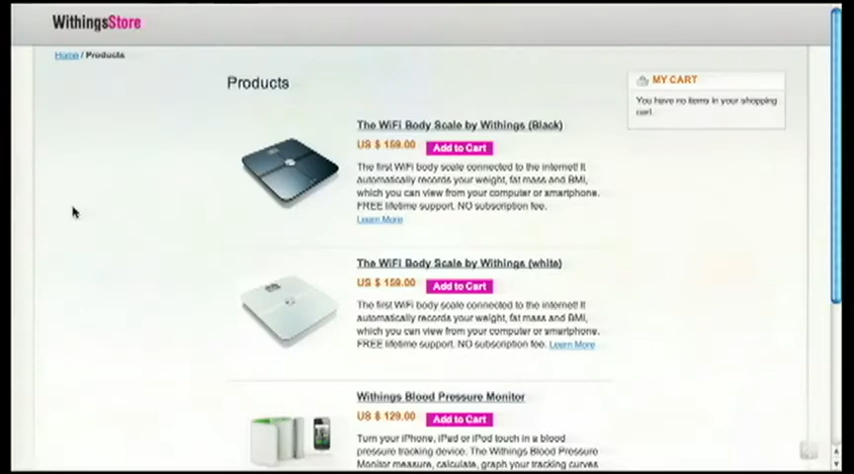 WithingsStore
Home / Products
Products
MY CART
You have no items in your shopping
cart.
The WiFi Body Scale by Withings (Black)
US $ 159.00 Add to Cart
The first WiFi body scale connected to the internet! It
automatically records your weight, fat mass and BMI,
which you can view from your computer or smartphone.
FREE lifetime support. NO subscription fee.
Learn More
The WiFi Body Scale by Withings (white)
US $ 159.00 Add to Cart
The first WiFi body scale connected to the internet! It
automatically records your weight, fat mass and BMI,
which you can view from your computer or smartphone.
FREE lifetime support. NO subscription fee. Learn More
Withings Blood Pressure Monitor
US $ 129.00 Add to Cart
Turn your iPhone, iPad or iPod touch in a blood
pressure tracking device. The Withings Blood Pressure
Monitor measure, calculate, graph your tracking curves